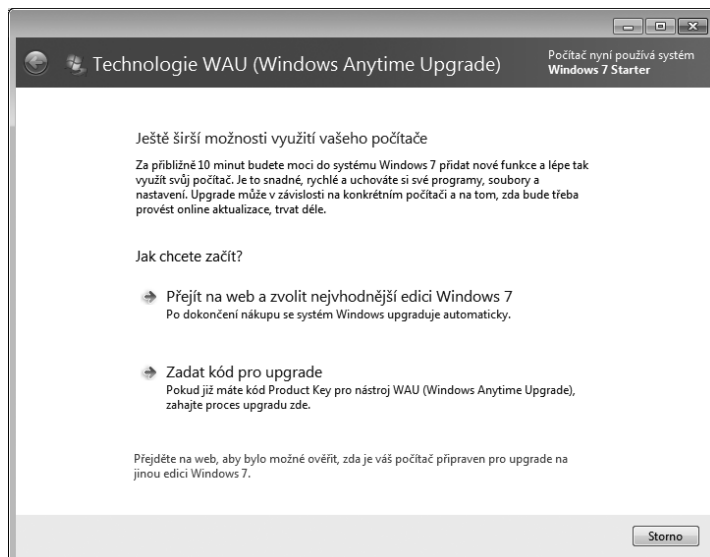 Technologie WAU (Windows Anytime Upgrade)
Počítač nyní používá systém
Windows 7 Starter
Ještě širší možnosti využití vašeho počítače
Za přibližně 10 minut budete moci do systému Windows 7 přidat nové funkce a lépe tak
využít svůj počítač. Je to snadné, rychlé a uchováte si své programy, soubory a
nastavení. Upgrade může v závislosti na konkrétním počítači a na tom, zda bude třeba
provést online aktualizace, trvat déle.
Jak chcete začít?
Přejít na web a zvolit nejvhodnější edici Windows 7
Po dokončení nákupu se systém Windows upgraduje automaticky.
Zadat kód pro upgrade
Pokud již máte kód Product Key pro nástroj WAU (Windows Anytime Upgrade),
zahajte proces upgradu zde.
Přejděte na web, aby bylo možné ověřit, zda je váš počítač připraven pro upgrade na
jinou edici Windows 7.
Storno